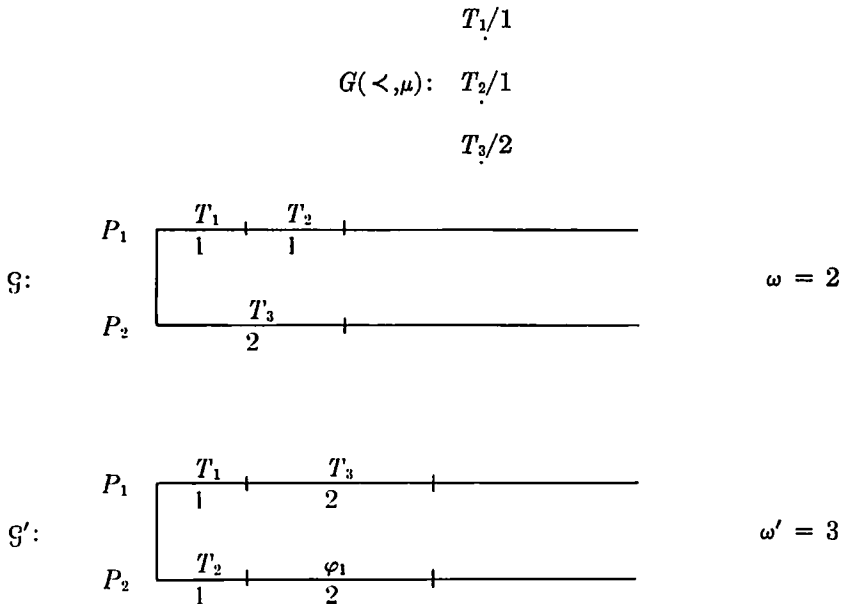 T₁/1
G(≺,μ): T₂/1
T₃/2
T₁ T₂
P₁
1 1
𝒢: ω = 2
T₃
P₂
2
T₁ T₃
P₁
1 2
𝒢′: ω′ = 3
T₂ φ₁
P₂
1 2